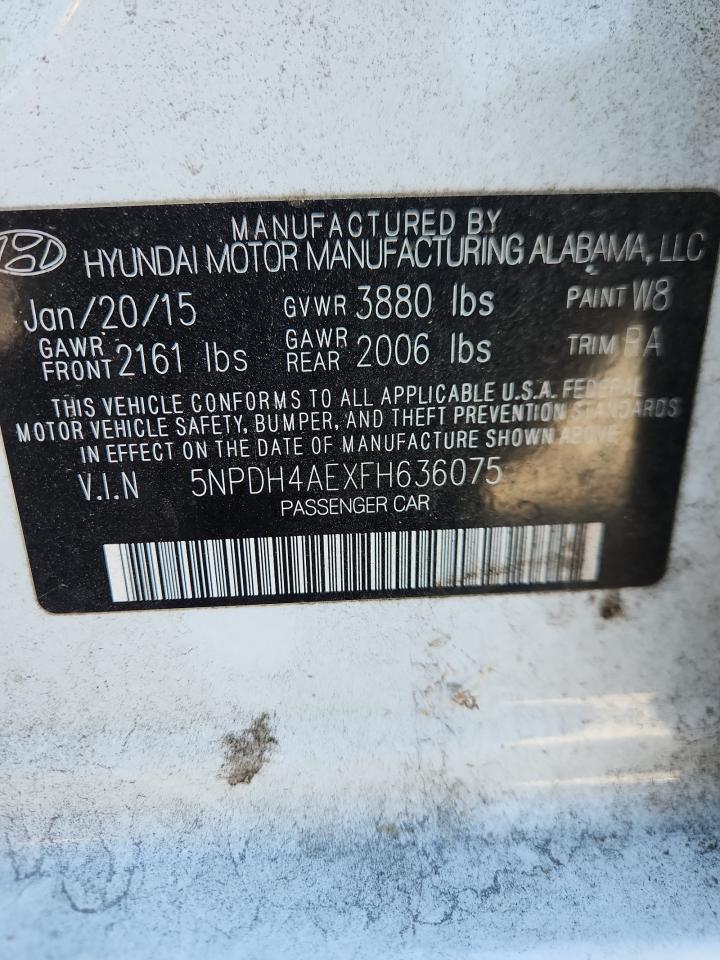 MANUFACTURED BY
HYUNDAI MOTOR MANUFACTURING ALABAMA, LLC
Jan/20/15 GVWR 3880 lbs PAINT W8
GAWR FRONT 2161 lbs GAWR REAR 2006 lbs TRIM RA
THIS VEHICLE CONFORMS TO ALL APPLICABLE U.S.A. FEDERAL
MOTOR VEHICLE SAFETY, BUMPER, AND THEFT PREVENTION STANDARDS
IN EFFECT ON THE DATE OF MANUFACTURE SHOWN ABOVE
V.I.N 5NPDH4AEXFH636075
PASSENGER CAR